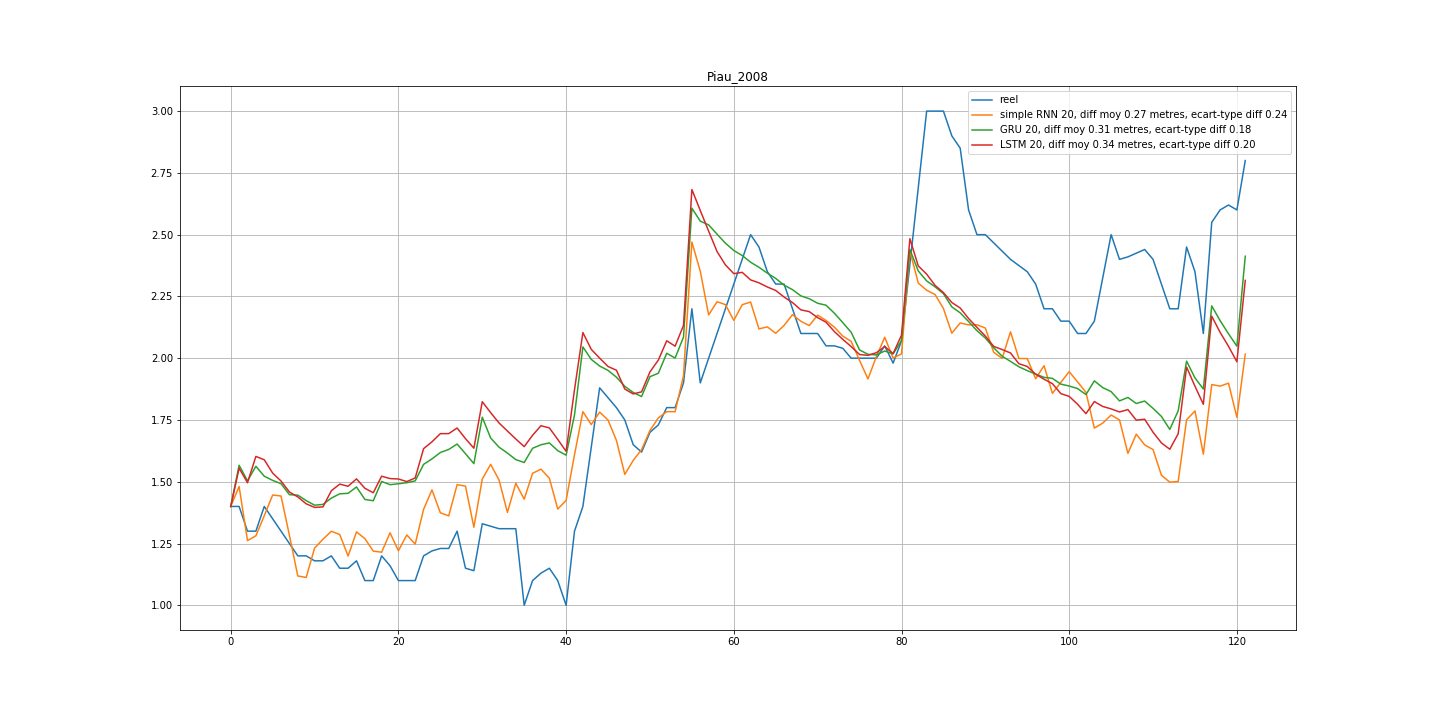 Piau_2008
reel
simple RNN 20, diff moy 0.27 metres, ecart-type diff 0.24
GRU 20, diff moy 0.31 metres, ecart-type diff 0.18
LSTM 20, diff moy 0.34 metres, ecart-type diff 0.20
3.00
2.75
2.50
2.25
2.00
1.75
1.50
1.25
1.00
0 20 40 60 80 100 120